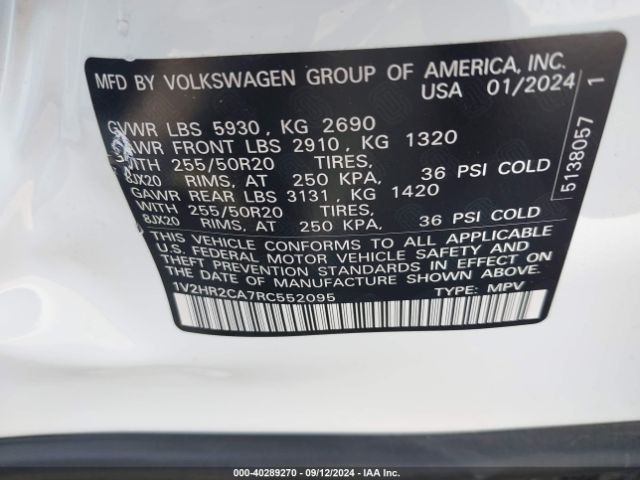 MFD BY VOLKSWAGEN GROUP OF AMERICA, INC.
USA 01/2024
GVWR LBS 5930, KG 2690
GAWR FRONT LBS 2910, KG 1320
WITH 255/50R20 TIRES,
8JX20 RIMS, AT 250 KPA, 36 PSI COLD
GAWR REAR LBS 3131, KG 1420
WITH 255/50R20 TIRES,
8JX20 RIMS, AT 250 KPA, 36 PSI COLD
THIS VEHICLE CONFORMS TO ALL APPLICABLE
U.S. FEDERAL MOTOR VEHICLE SAFETY AND
THEFT PREVENTION STANDARDS IN EFFECT
ON THE DATE OF MANUFACTURE SHOWN ABOVE.
1V2HR2CA7RC552095 TYPE: MPV
5138057 1
000-40289270 - 09/12/2024 - IAA Inc.